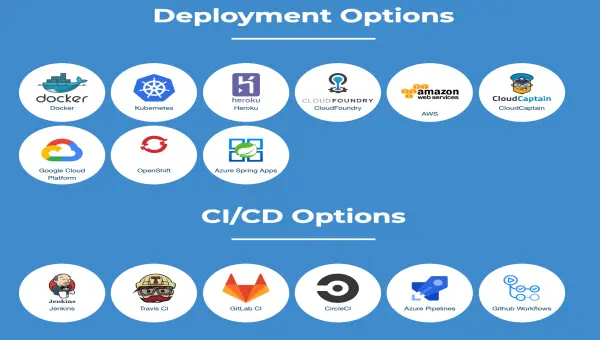 Deployment Options
docker
Docker
Kubernetes
heroku
Heroku
CLOUDFOUNDRY
CloudFoundry
amazon
web services
AWS
CloudCaptain
CloudCaptain
Google Cloud
Platform
OpenShift
Azure Spring Apps
CI/CD Options
Jenkins
Jenkins
Travis CI
GitLab CI
CircleCI
Azure Pipelines
Github Workflows